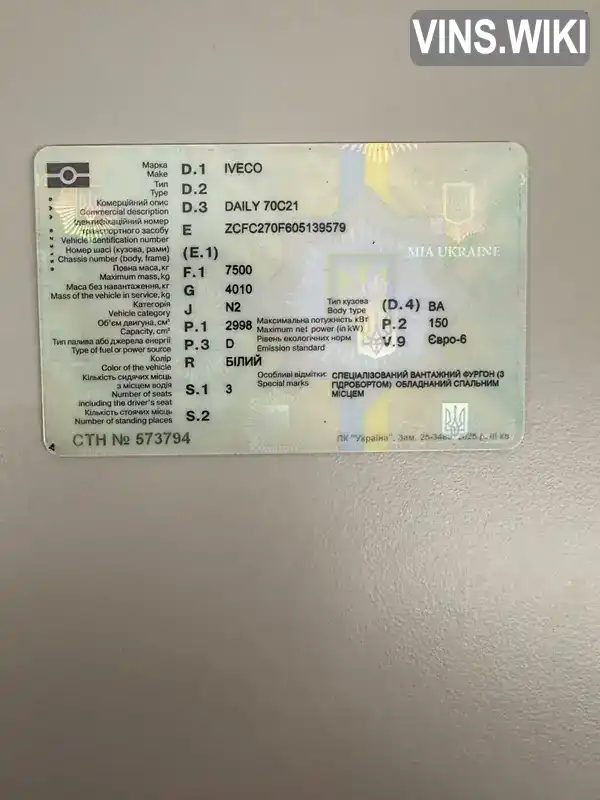 VINS.WIKI
Марка
Make
D.1 IVECO
Тип
Type
D.2
Комерційний опис
Commercial description
D.3 DAILY 70C21
Ідентифікаційний номер
транспортного засобу
Vehicle identification number
E ZCFC270F605139579
MIA UKRAINE
Номер шасі (кузова, рами)
Chassis number (body, frame)
(E.1)
Повна маса, кг
Maximum mass, kg
F.1 7500
Маса без навантаження, кг
Mass of the vehicle in service, kg
G 4010
Категорія
Vehicle category
J N2
Тип кузова
Body type
(D.4) ВА
Об'єм двигуна, см³
Capacity, cm³
P.1 2998
Максимальна потужність кВт
Maximum net power (in kW)
P.2 150
Тип палива або джерела енергії
Type of fuel or power source
P.3 D
Рівень екологічних норм
Emission standard
V.9 Євро-6
Колір
Color of the vehicle
R БІЛИЙ
Кількість сидячих місць
з місцем водія
Number of seats
including the driver's seat
S.1 3
Особливі відмітки:
Special marks
СПЕЦІАЛІЗОВАНИЙ ВАНТАЖНИЙ ФУРГОН (З
ГІДРОБОРТОМ) ОБЛАДНАНИЙ СПАЛЬНИМ
МІСЦЕМ
Кількість стоячих місць
Number of standing places
S.2
СТН № 573794
ПК "Україна". Зам. 2025 р. III кв